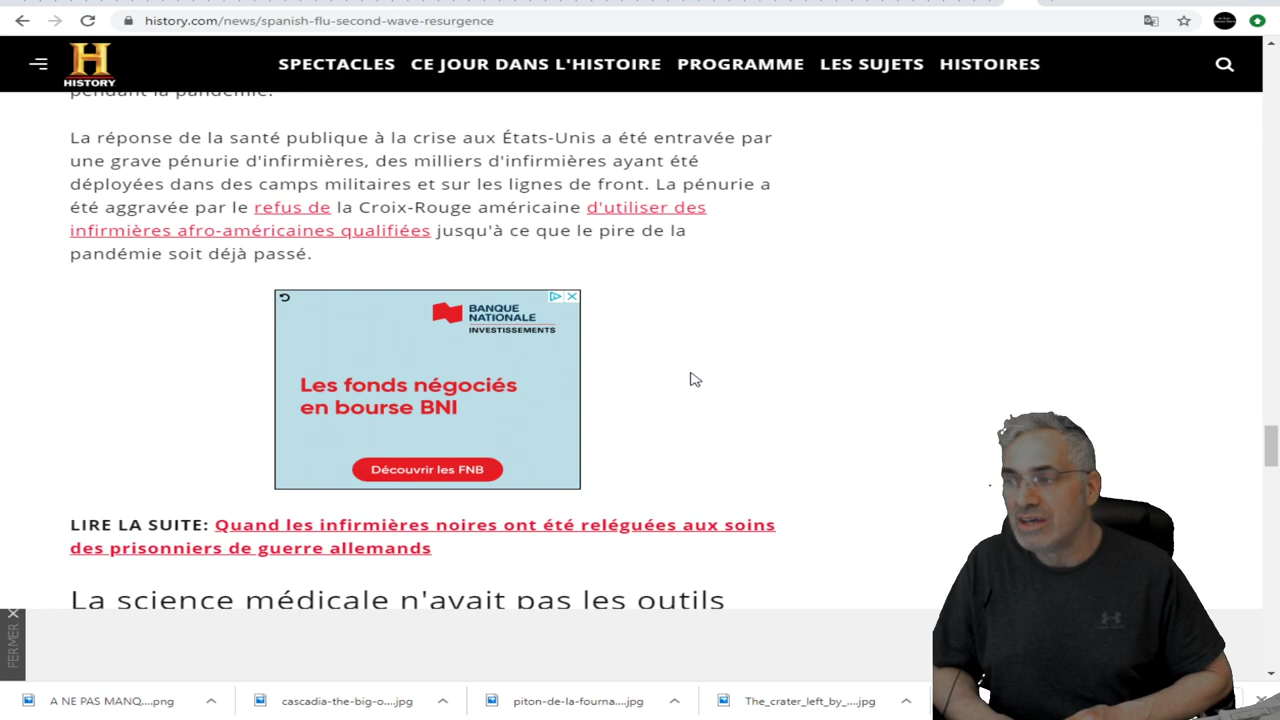 history.com/news/spanish-flu-second-wave-resurgence
H
HISTORY
SPECTACLES CE JOUR DANS L'HISTOIRE PROGRAMME LES SUJETS HISTOIRES
pendant la pandémie.
La réponse de la santé publique à la crise aux États-Unis a été entravée par
une grave pénurie d'infirmières, des milliers d'infirmières ayant été
déployées dans des camps militaires et sur les lignes de front. La pénurie a
été aggravée par le refus de la Croix-Rouge américaine d'utiliser des
infirmières afro-américaines qualifiées jusqu'à ce que le pire de la
pandémie soit déjà passé.
BANQUE
NATIONALE
INVESTISSEMENTS
Les fonds négociés
en bourse BNI
Découvrir les FNB
LIRE LA SUITE: Quand les infirmières noires ont été reléguées aux soins
des prisonniers de guerre allemands
La science médicale n'avait pas les outils
FERMER X
A NE PAS MANQ....png
cascadia-the-big-o....jpg
piton-de-la-fourna....jpg
The_crater_left_by_....jpg